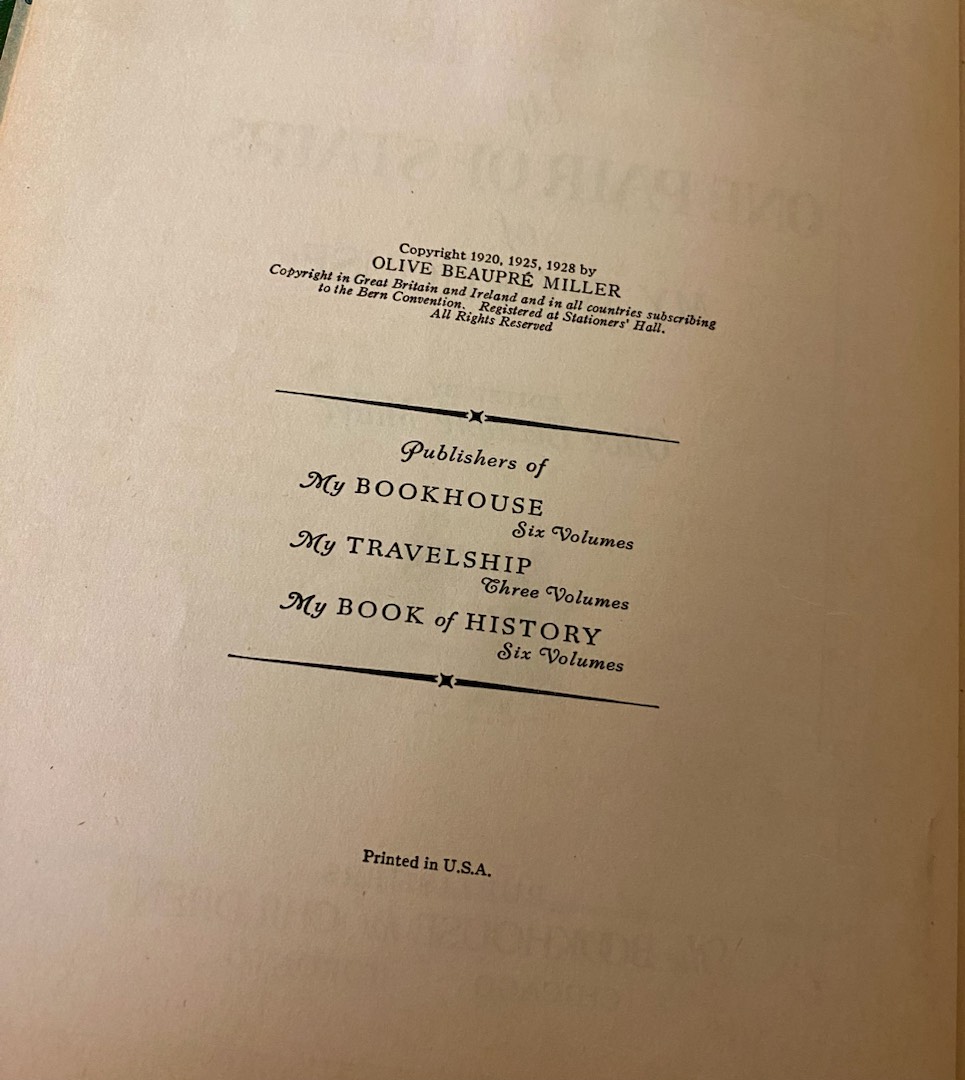 Copyright 1920, 1925, 1928 by
OLIVE BEAUPRÉ MILLER
Copyright in Great Britain and Ireland and in all countries subscribing
to the Bern Convention. Registered at Stationers' Hall.
All Rights Reserved
Publishers of
My BOOKHOUSE
Six Volumes
My TRAVELSHIP
Three Volumes
My BOOK of HISTORY
Six Volumes
Printed in U.S.A.